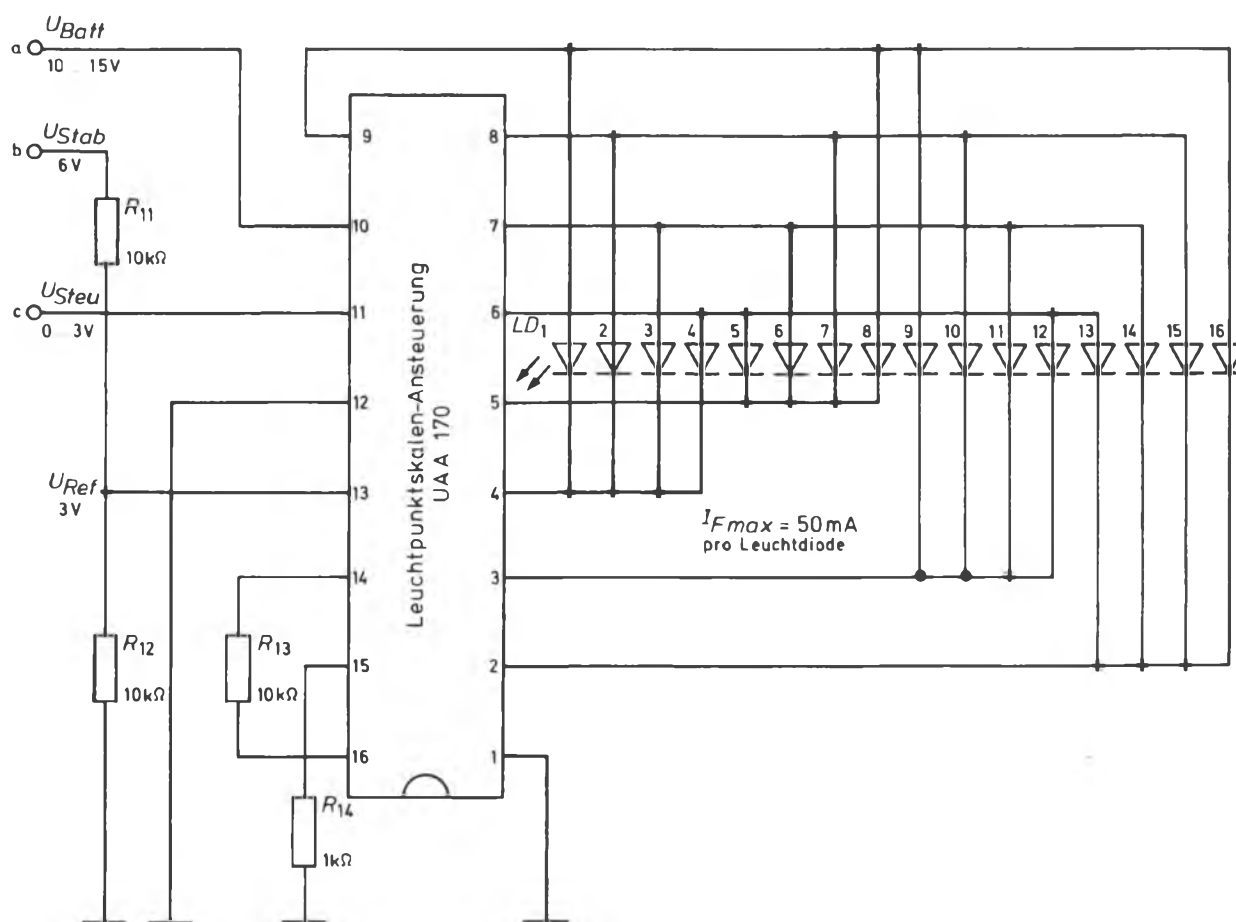 a U_Batt
10...15V
b U_Stab
6V
R11
10kΩ
c U_Steu
0...3V
U_Ref
3V
R12
10kΩ
R13
10kΩ
R14
1kΩ
9
10
11
12
13
14
15
16
Leuchtpunktskalen-Ansteuerung
UAA 170
8
7
6
5
4
3
2
1
LD1 2 3 4 5 6 7 8 9 10 11 12 13 14 15 16
I_Fmax = 50mA
pro Leuchtdiode